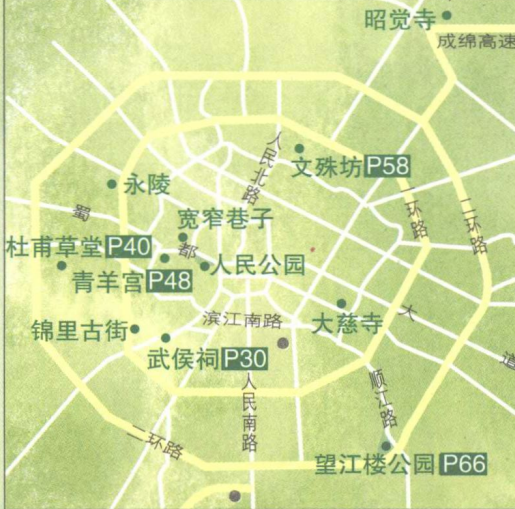 昭觉寺
成绵高速
人民北路
文殊坊 P58
永陵
一环路
二环路
蜀
宽窄巷子
杜甫草堂 P40
都
人民公园
青羊宫 P48
滨江南路
大慈寺
大
锦里古街
武侯祠 P30
道
人民南路
顺江路
二环路
望江楼公园 P66